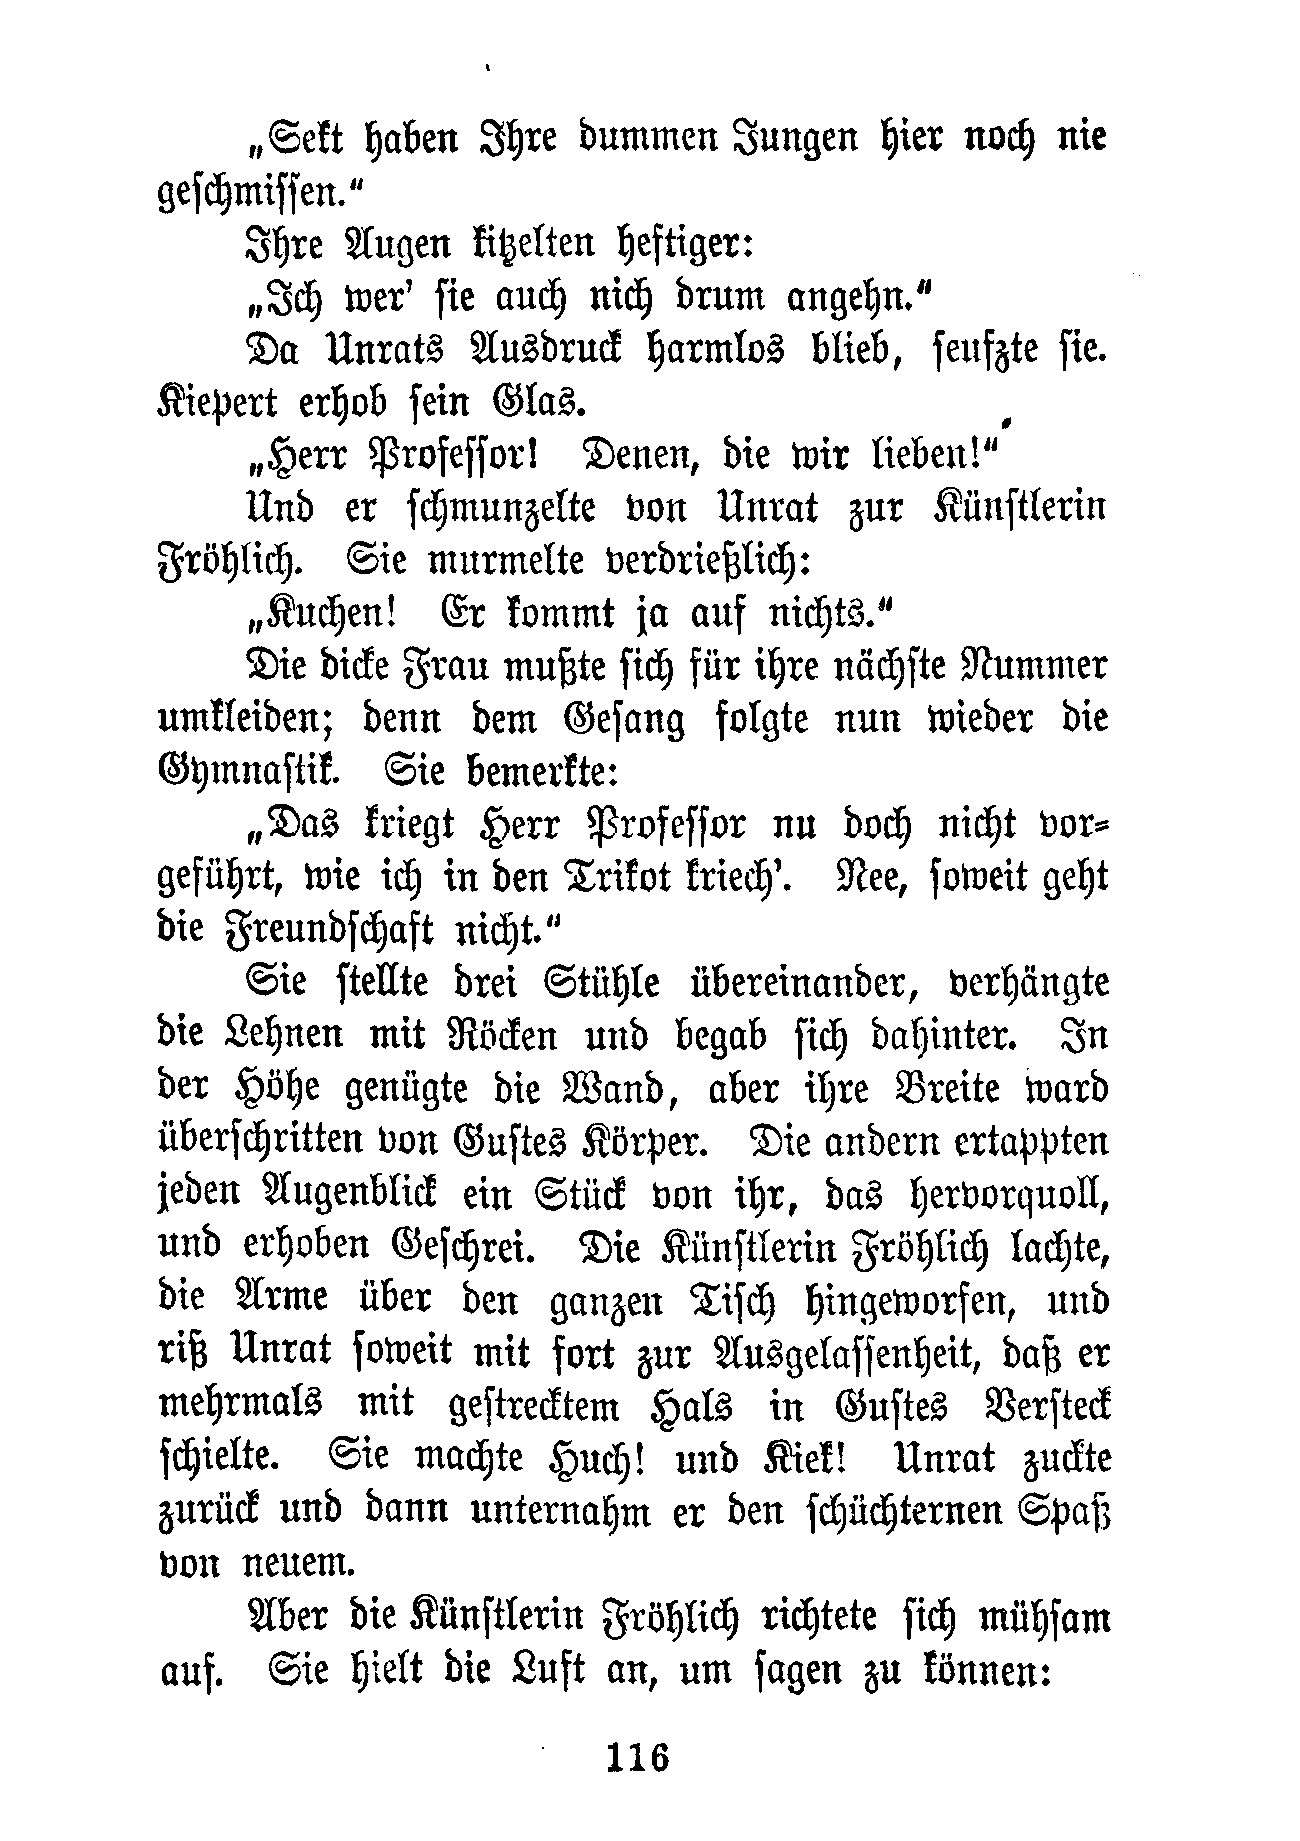 „Sekt haben Ihre dummen Jungen hier noch nie
geschmissen.“
Ihre Augen kitzelten heftiger:
„Ich wer' sie auch nich drum angehn.“
Da Unrats Ausdruck harmlos blieb, seufzte sie.
Kiepert erhob sein Glas.
„Herr Professor! Denen, die wir lieben!“
Und er schmunzelte von Unrat zur Künstlerin
Fröhlich. Sie murmelte verdrießlich:
„Kuchen! Er kommt ja auf nichts.“
Die dicke Frau mußte sich für ihre nächste Nummer
umkleiden; denn dem Gesang folgte nun wieder die
Gymnastik. Sie bemerkte:
„Das kriegt Herr Professor nu doch nicht vor-
geführt, wie ich in den Trikot kriech'. Nee, soweit geht
die Freundschaft nicht.“
Sie stellte drei Stühle übereinander, verhängte
die Lehnen mit Röcken und begab sich dahinter. In
der Höhe genügte die Wand, aber ihre Breite ward
überschritten von Gustes Körper. Die andern ertappten
jeden Augenblick ein Stück von ihr, das hervorquoll,
und erhoben Geschrei. Die Künstlerin Fröhlich lachte,
die Arme über den ganzen Tisch hingeworfen, und
riß Unrat soweit mit fort zur Ausgelassenheit, daß er
mehrmals mit gestrecktem Hals in Gustes Versteck
schielte. Sie machte Huch! und Kiek! Unrat zuckte
zurück und dann unternahm er den schüchternen Spaß
von neuem.
Aber die Künstlerin Fröhlich richtete sich mühsam
auf. Sie hielt die Luft an, um sagen zu können:
116